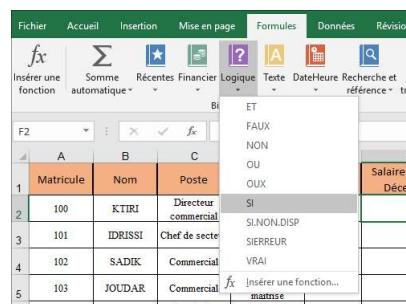 Fichier Accueil Insertion Mise en page Formules Données Révisio
Insérer une fonction Somme automatique Récentes Financier Logique Texte DateHeure Recherche et référence
Bi
F2 fx
A B C
Matricule Nom Poste Salaire
Déce
1
2 100 KTIRI Directeur commercial
3 101 IDRISSI Chef de secte
4 102 SADIK Commercial
5 103 JOUDAR Commercial
maîtrise
ET
FAUX
NON
OU
OUX
SI
SI.NON.DISP
SIERREUR
VRAI
fx Insérer une fonction...